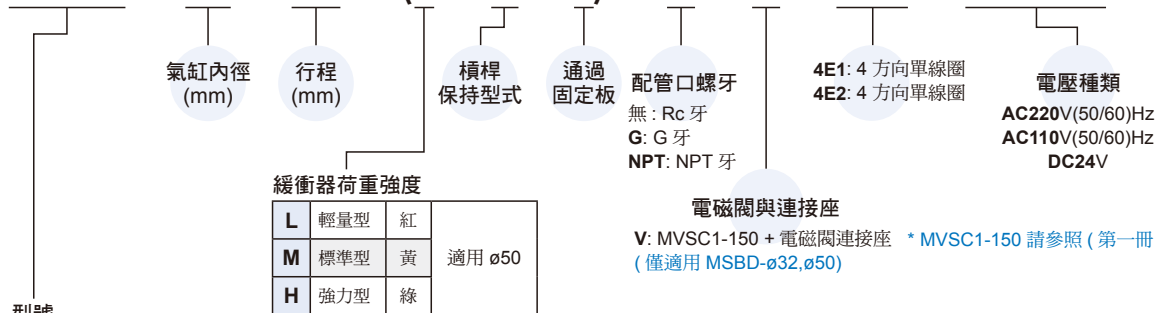 氣缸內徑
(mm)
行程
(mm)
槓桿
保持型式
通過
固定板
配管口螺牙
無 : Rc 牙
G: G 牙
NPT: NPT 牙
4E1: 4 方向單線圈
4E2: 4 方向單線圈
電壓種類
AC220V(50/60)Hz
AC110V(50/60)Hz
DC24V
緩衝器荷重強度
L 輕量型 紅
M 標準型 黃 適用 ø50
H 強力型 綠
電磁閥與連接座
V: MVSC1-150 + 電磁閥連接座 * MVSC1-150 請參照 ( 第一冊
( 僅適用 MSBD-ø32,ø50)
型號